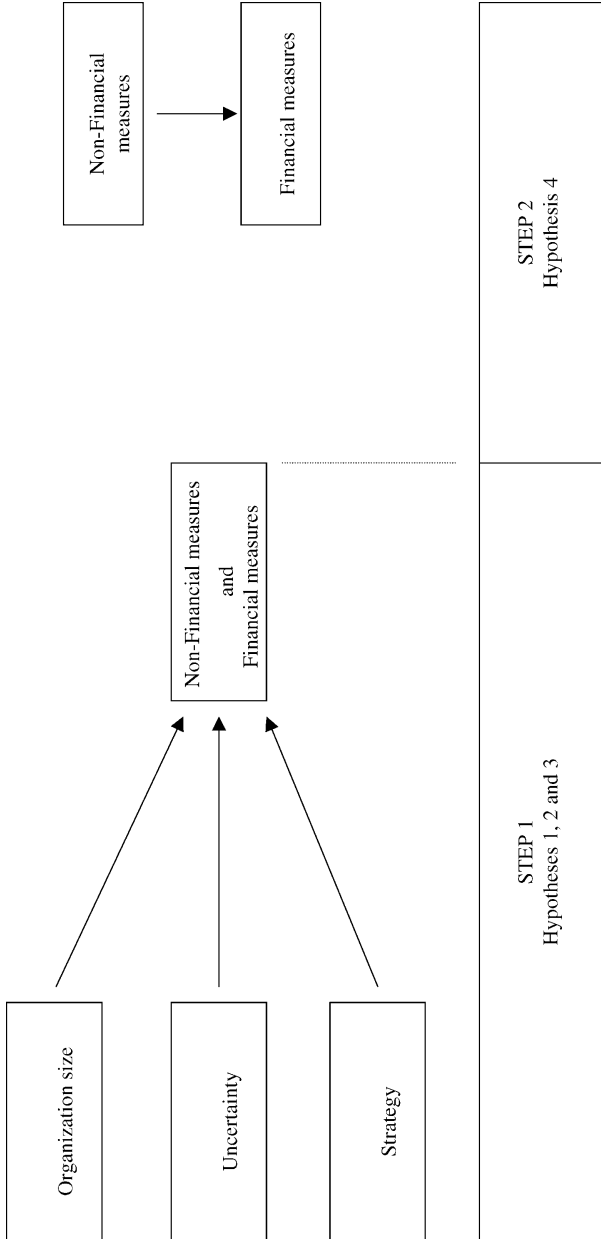 Organization size
Uncertainty
Strategy
Non-Financial measures
and
Financial measures
Non-Financial
measures
Financial measures
STEP 1
Hypotheses 1, 2 and 3
STEP 2
Hypothesis 4